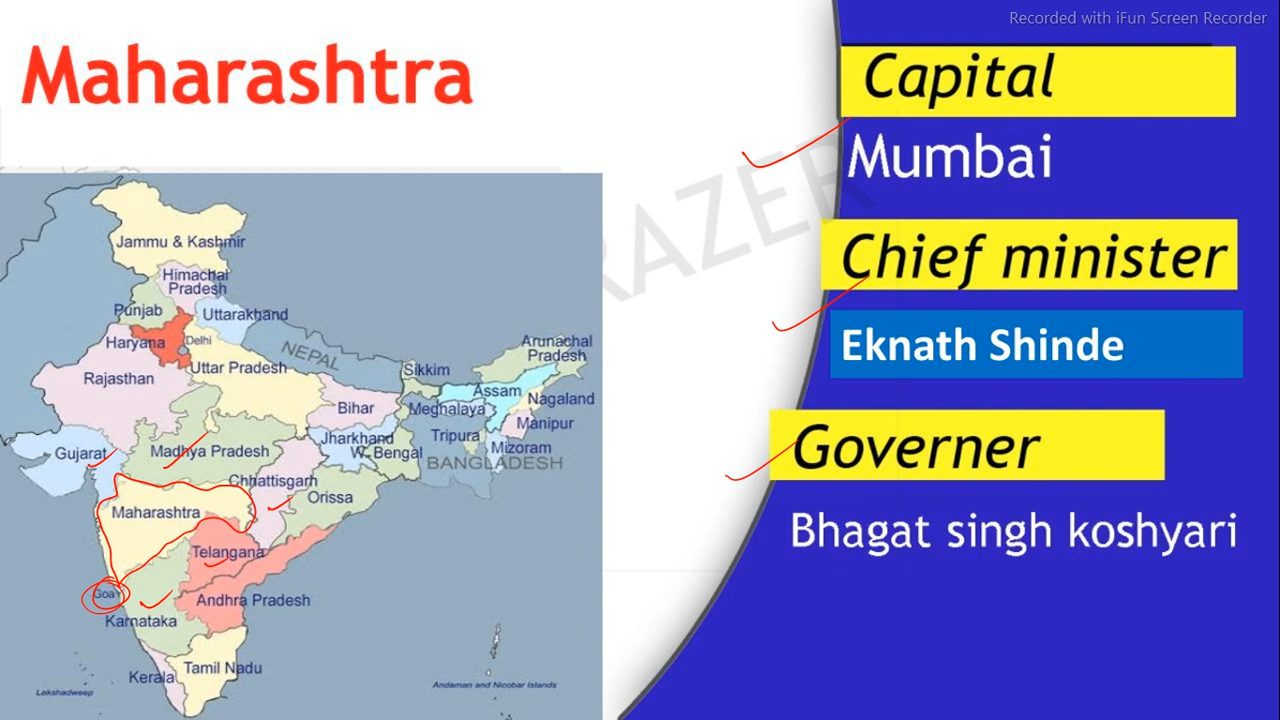 Recorded with iFun Screen Recorder
Maharashtra
Capital
Mumbai
Chief minister
Eknath Shinde
Governer
Bhagat singh koshyari
RAZER
Jammu & Kashmir
Himachal
Pradesh
Punjab
Uttarakhand
Haryana
Delhi
NEPAL
Arunachal
Pradesh
Sikkim
Uttar Pradesh
Rajasthan
Assam
Nagaland
Bihar
Meghalaya
Manipur
Jharkhand
Tripura
Mizoram
Gujarat
Madhya Pradesh
W. Bengal
BANGLADESH
Chhattisgarh
Orissa
Maharashtra
Telangana
Goa
Andhra Pradesh
Karnataka
Tamil Nadu
Kerala
Lakshadweep
Andaman and Nicobar Islands